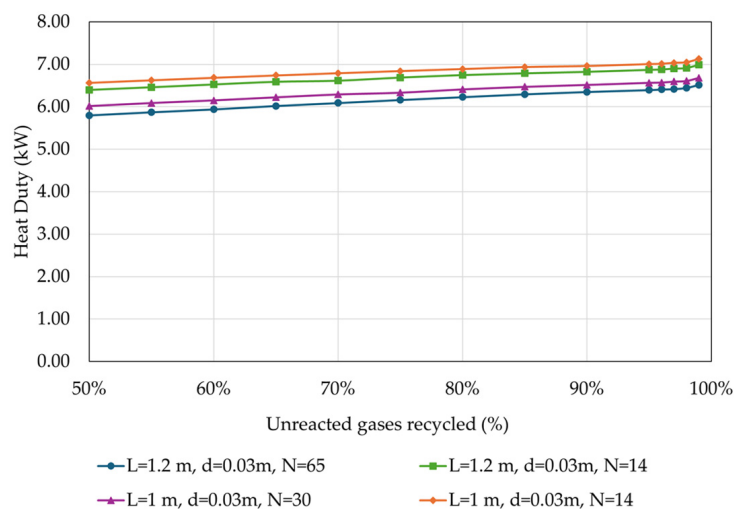 8.00
7.00
6.00
5.00
4.00
3.00
2.00
1.00
0.00
Heat Duty (kW)
50% 60% 70% 80% 90% 100%
Unreacted gases recycled (%)
L=1.2 m, d=0.03m, N=65 L=1.2 m, d=0.03m, N=14
L=1 m, d=0.03m, N=30 L=1 m, d=0.03m, N=14